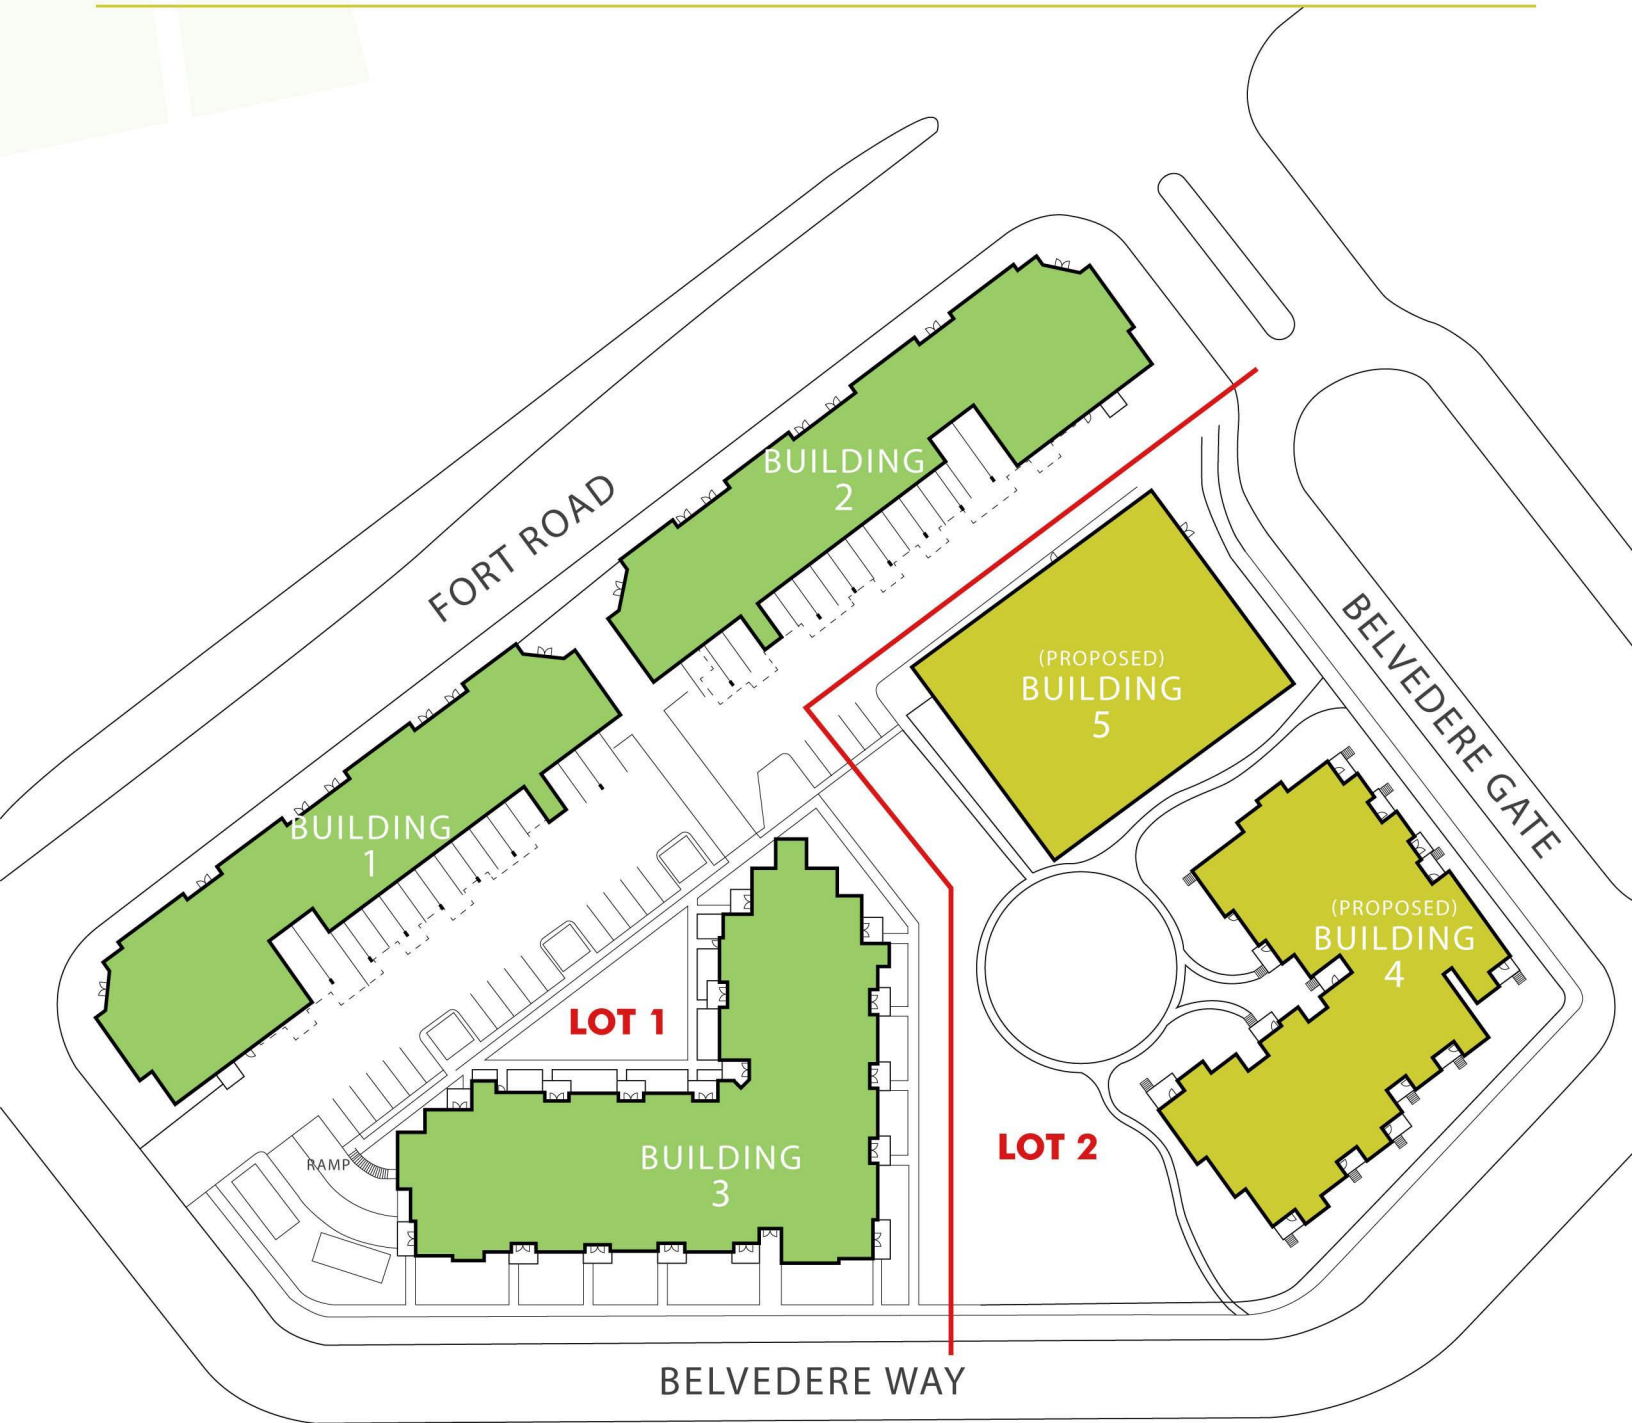 FORT ROAD
BUILDING
2
BUILDING
1
(PROPOSED)
BUILDING
5
BELVEDERE GATE
(PROPOSED)
BUILDING
4
LOT 1
LOT 2
RAMP
BUILDING
3
BELVEDERE WAY